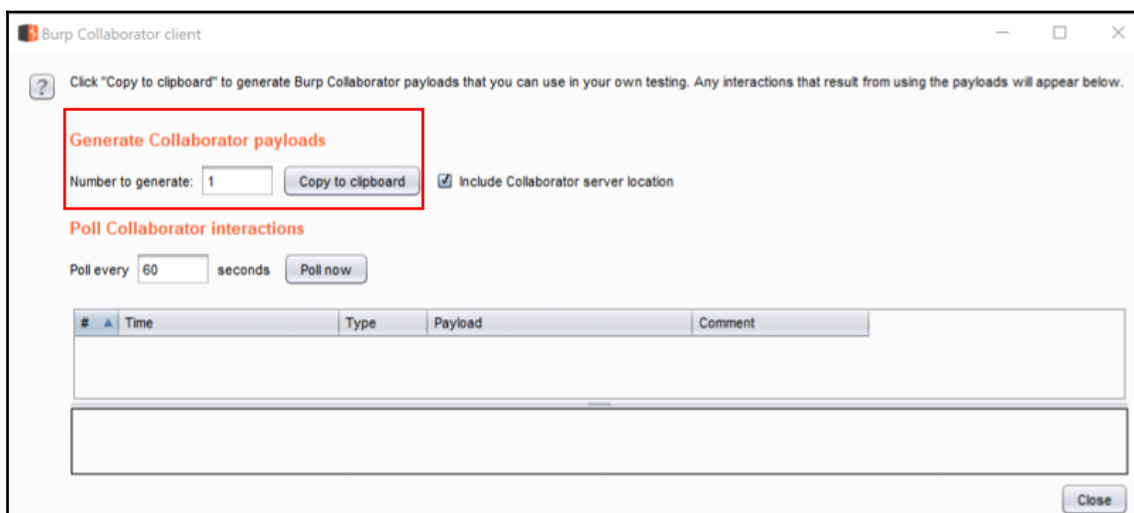 Burp Collaborator client
Click "Copy to clipboard" to generate Burp Collaborator payloads that you can use in your own testing. Any interactions that result from using the payloads will appear below.
Generate Collaborator payloads
Number to generate: 1 Copy to clipboard Include Collaborator server location
Poll Collaborator interactions
Poll every 60 seconds Poll now
# Time Type Payload Comment
Close